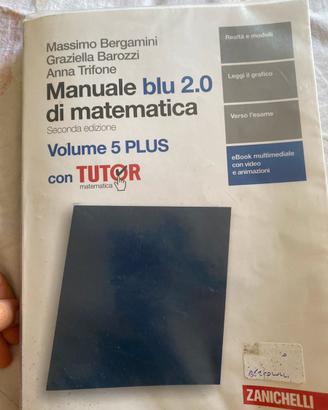 Massimo Bergamini
Graziella Barozzi
Anna Trifone
Manuale blu 2.0
di matematica
Seconda edizione
Volume 5 PLUS
con TUTOR
matematica
Realtà e modelli
Leggi il grafico
Verso l'esame
eBook multimediale
con video
e animazioni
ZANICHELLI